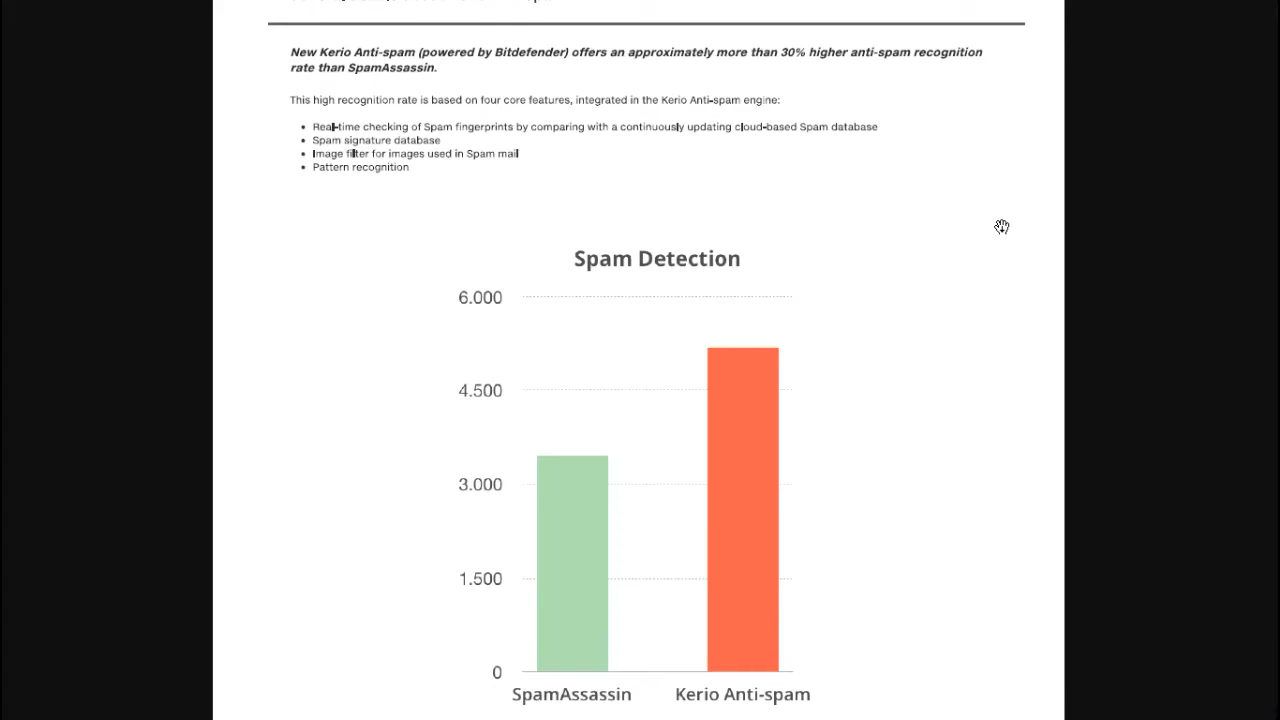 New Kerio Anti-spam (powered by Bitdefender) offers an approximately more than 30% higher anti-spam recognition
rate than SpamAssassin.
This high recognition rate is based on four core features, integrated in the Kerio Anti-spam engine:
• Real-time checking of Spam fingerprints by comparing with a continuously updating cloud-based Spam database
• Spam signature database
• Image filter for images used in Spam mail
• Pattern recognition
Spam Detection
6.000
4.500
3.000
1.500
0
SpamAssassin Kerio Anti-spam